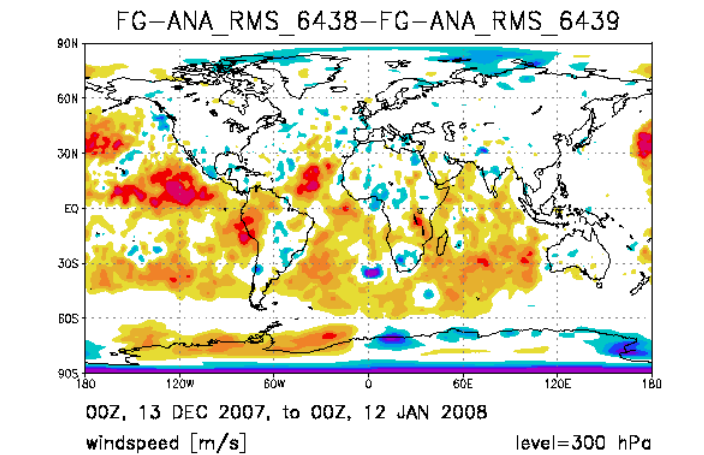 FG-ANA_RMS_6438-FG-ANA_RMS_6439
90N
60N
30N
EQ
30S
60S
90S
180 120W 60W 0 60E 120E 180
00Z, 13 DEC 2007, to 00Z, 12 JAN 2008
windspeed [m/s] level=300 hPa